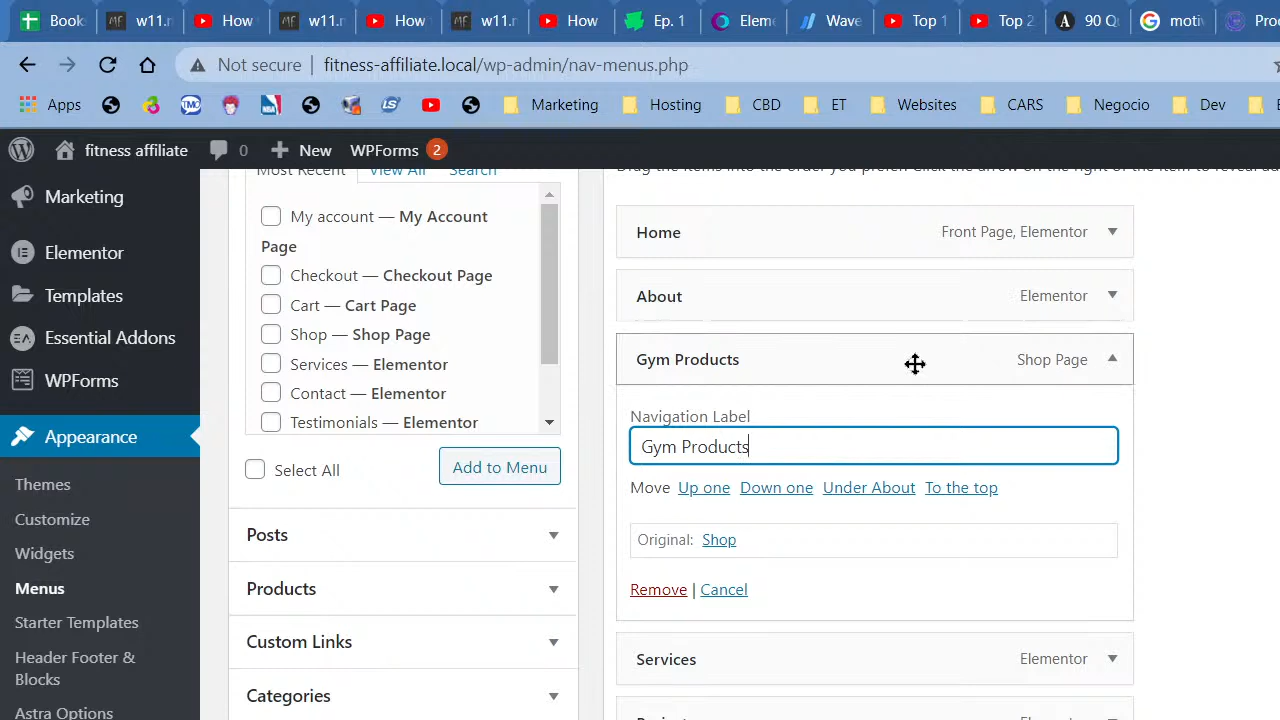 Book
w11.r
How
w11.r
How
w11.r
How
Ep. 1
Elem
Wave
Top 1
Top 2
90 Q
moti
Prod
Not secure
fitness-affiliate.local/wp-admin/nav-menus.php
Apps
TMO
NBA
LS
Marketing
Hosting
CBD
ET
Websites
CARS
Negocio
Dev
fitness affiliate
0
New
WPForms 2
Marketing
Elementor
Templates
Essential Addons
WPForms
Appearance
Themes
Customize
Widgets
Menus
Starter Templates
Header Footer &
Blocks
Astra Options
Most Recent
View All
Search
My account — My Account
Page
Checkout — Checkout Page
Cart — Cart Page
Shop — Shop Page
Services — Elementor
Contact — Elementor
Testimonials — Elementor
Select All
Add to Menu
Posts
Products
Custom Links
Categories
Drag the items into the order you prefer. Click the arrow on the right of the item to reveal ad
Home
Front Page, Elementor
About
Elementor
Gym Products
Shop Page
Navigation Label
Gym Products
Move Up one Down one Under About To the top
Original: Shop
Remove | Cancel
Services
Elementor